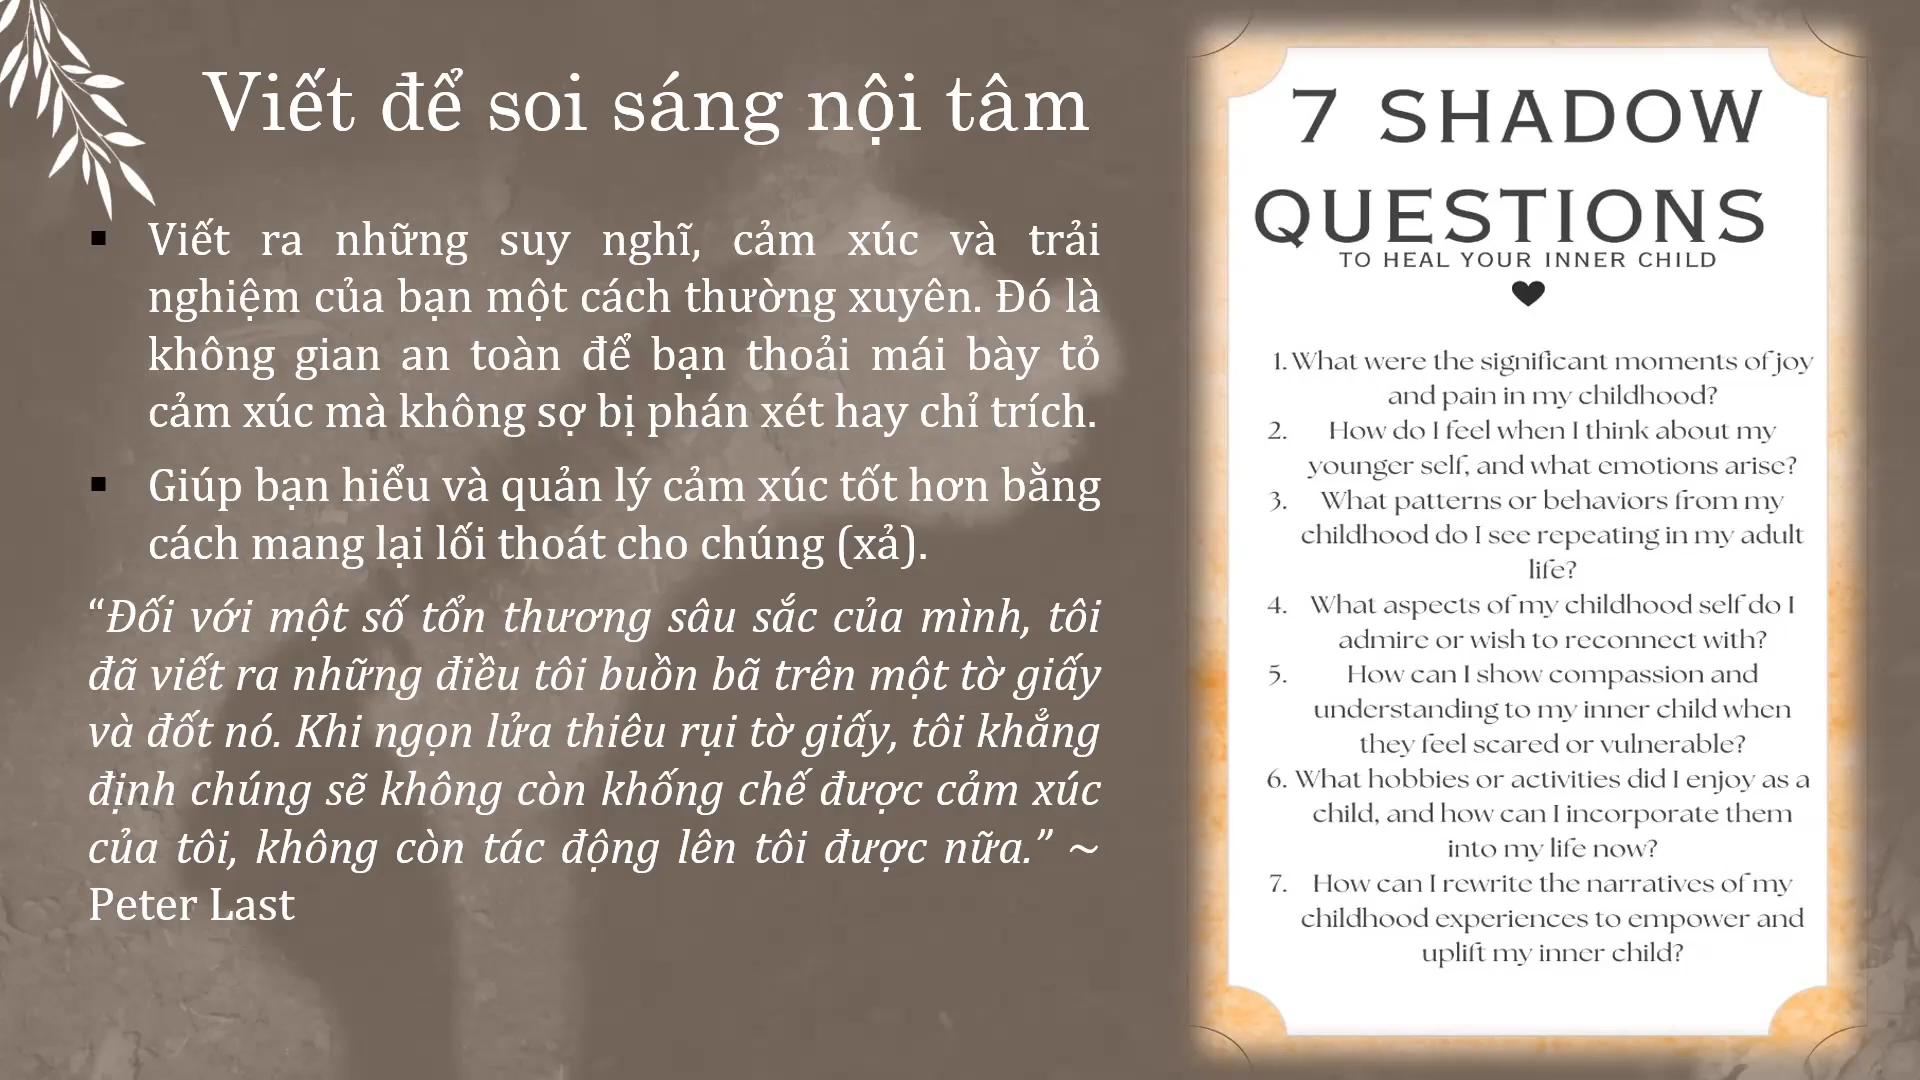 Viết để soi sáng nội tâm
▪ Viết ra những suy nghĩ, cảm xúc và trải
nghiệm của bạn một cách thường xuyên. Đó là
không gian an toàn để bạn thoải mái bày tỏ
cảm xúc mà không sợ bị phán xét hay chỉ trích.
▪ Giúp bạn hiểu và quản lý cảm xúc tốt hơn bằng
cách mang lại lối thoát cho chúng (xả).
“Đối với một số tổn thương sâu sắc của mình, tôi
đã viết ra những điều tôi buồn bã trên một tờ giấy
và đốt nó. Khi ngọn lửa thiêu rụi tờ giấy, tôi khẳng
định chúng sẽ không còn khống chế được cảm xúc
của tôi, không còn tác động lên tôi được nữa.” ~
Peter Last
7 SHADOW
QUESTIONS
TO HEAL YOUR INNER CHILD
1. What were the significant moments of joy
and pain in my childhood?
2. How do I feel when I think about my
younger self, and what emotions arise?
3. What patterns or behaviors from my
childhood do I see repeating in my adult
life?
4. What aspects of my childhood self do I
admire or wish to reconnect with?
5. How can I show compassion and
understanding to my inner child when
they feel scared or vulnerable?
6. What hobbies or activities did I enjoy as a
child, and how can I incorporate them
into my life now?
7. How can I rewrite the narratives of my
childhood experiences to empower and
uplift my inner child?